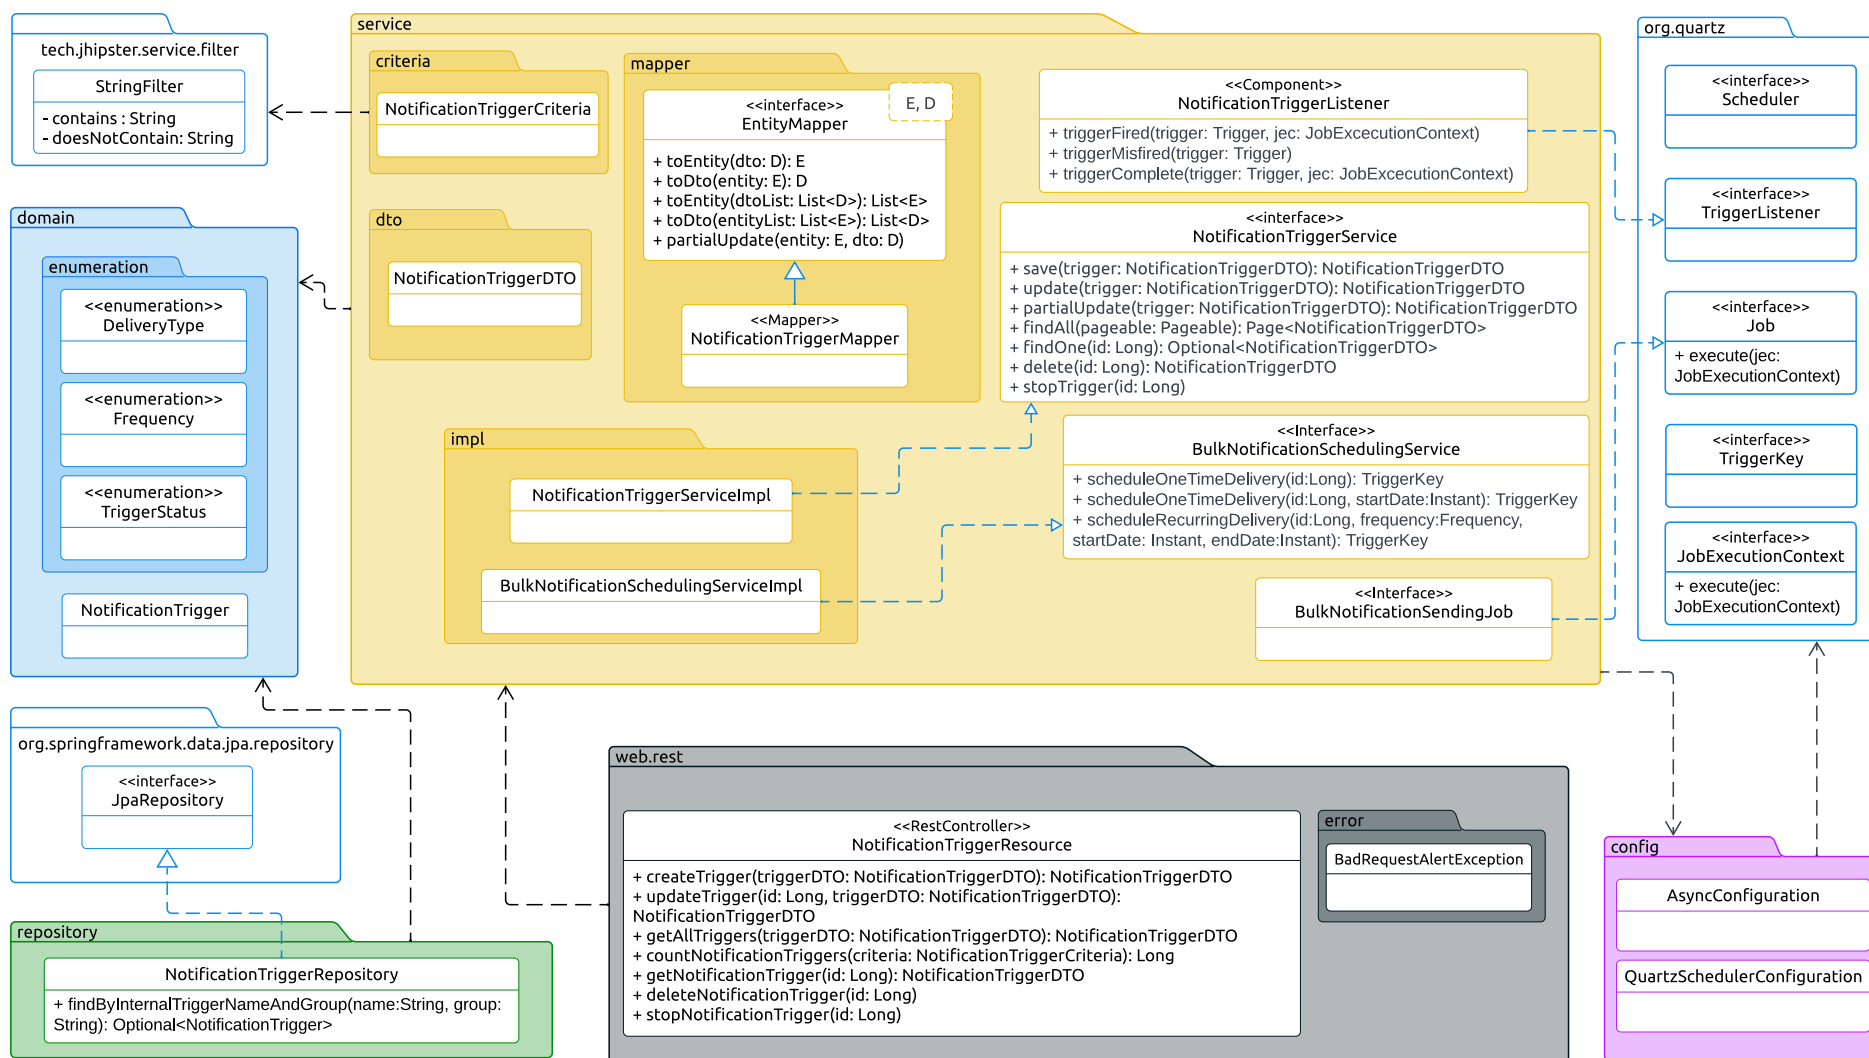 tech.jhipster.service.filter
StringFilter
- contains : String
- doesNotContain: String
domain
enumeration
<<enumeration>>
DeliveryType
<<enumeration>>
Frequency
<<enumeration>>
TriggerStatus
NotificationTrigger
org.springframework.data.jpa.repository
<<interface>>
JpaRepository
repository
NotificationTriggerRepository
+ findByInternalTriggerNameAndGroup(name:String, group:
String): Optional<NotificationTrigger>
service
criteria
NotificationTriggerCriteria
dto
NotificationTriggerDTO
mapper
E, D
<<interface>>
EntityMapper
+ toEntity(dto: D): E
+ toDto(entity: E): D
+ toEntity(dtoList: List<D>): List<E>
+ toDto(entityList: List<E>): List<D>
+ partialUpdate(entity: E, dto: D)
<<Mapper>>
NotificationTriggerMapper
impl
NotificationTriggerServiceImpl
BulkNotificationSchedulingServiceImpl
<<Component>>
NotificationTriggerListener
+ triggerFired(trigger: Trigger, jec: JobExcecutionContext)
+ triggerMisfired(trigger: Trigger)
+ triggerComplete(trigger: Trigger, jec: JobExcecutionContext)
<<interface>>
NotificationTriggerService
+ save(trigger: NotificationTriggerDTO): NotificationTriggerDTO
+ update(trigger: NotificationTriggerDTO): NotificationTriggerDTO
+ partialUpdate(trigger: NotificationTriggerDTO): NotificationTriggerDTO
+ findAll(pageable: Pageable): Page<NotificationTriggerDTO>
+ findOne(id: Long): Optional<NotificationTriggerDTO>
+ delete(id: Long): NotificationTriggerDTO
+ stopTrigger(id: Long)
<<Interface>>
BulkNotificationSchedulingService
+ scheduleOneTimeDelivery(id:Long): TriggerKey
+ scheduleOneTimeDelivery(id:Long, startDate:Instant): TriggerKey
+ scheduleRecurringDelivery(id:Long, frequency:Frequency,
startDate: Instant, endDate:Instant): TriggerKey
<<Interface>>
BulkNotificationSendingJob
web.rest
<<RestController>>
NotificationTriggerResource
+ createTrigger(triggerDTO: NotificationTriggerDTO): NotificationTriggerDTO
+ updateTrigger(id: Long, triggerDTO: NotificationTriggerDTO):
NotificationTriggerDTO
+ getAllTriggers(triggerDTO: NotificationTriggerDTO): NotificationTriggerDTO
+ countNotificationTriggers(criteria: NotificationTriggerCriteria): Long
+ getNotificationTrigger(id: Long): NotificationTriggerDTO
+ deleteNotificationTrigger(id: Long)
+ stopNotificationTrigger(id: Long)
error
BadRequestAlertException
org.quartz
<<interface>>
Scheduler
<<interface>>
TriggerListener
<<interface>>
Job
+ execute(jec:
JobExecutionContext)
<<interface>>
TriggerKey
<<interface>>
JobExecutionContext
+ execute(jec:
JobExecutionContext)
config
AsyncConfiguration
QuartzSchedulerConfiguration